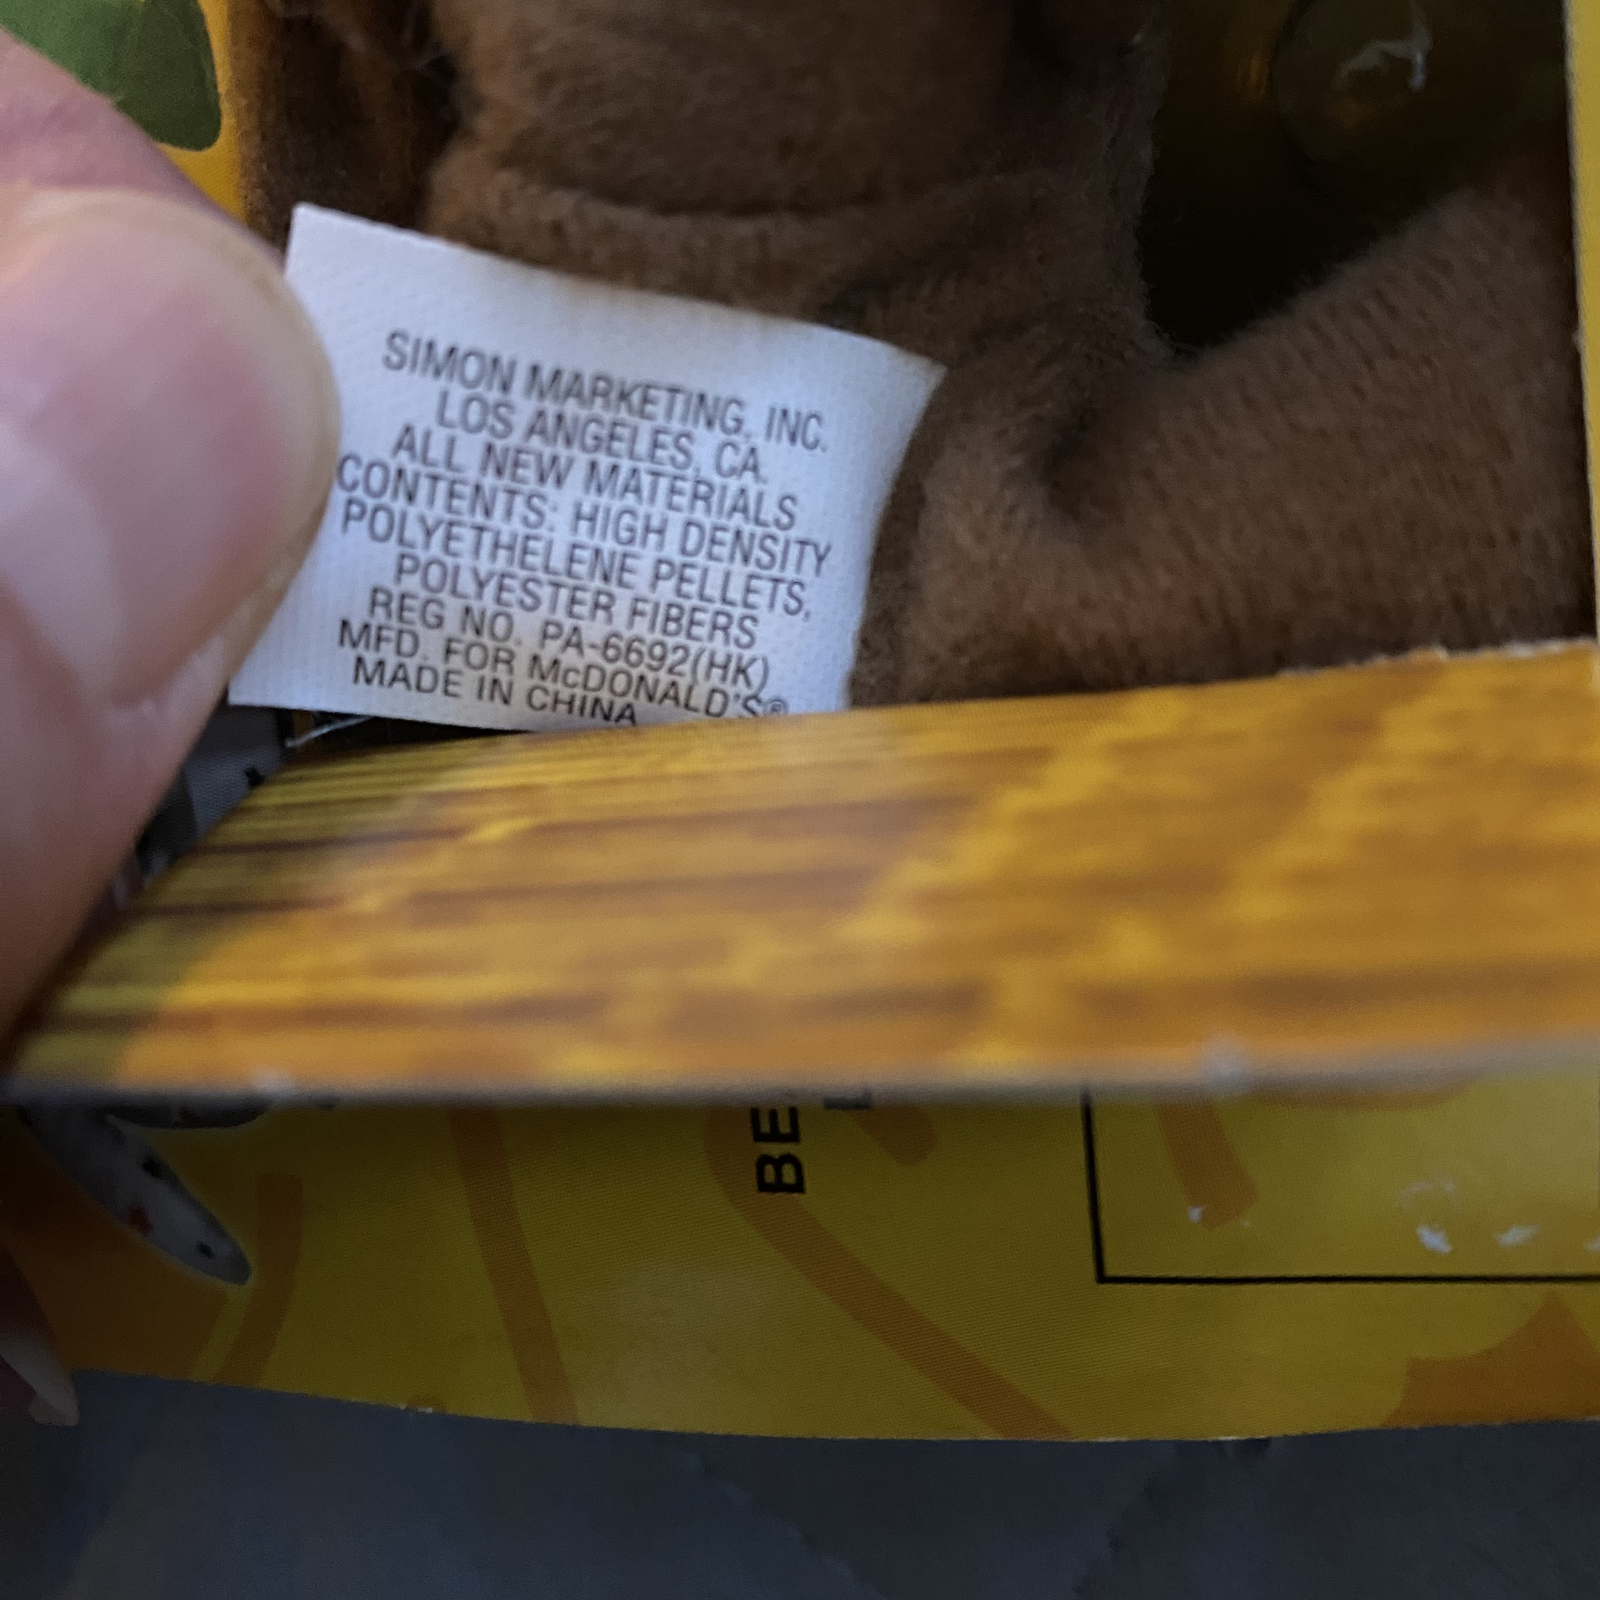 SIMON MARKETING, INC.
LOS ANGELES, CA.
ALL NEW MATERIALS
CONTENTS: HIGH DENSITY
POLYETHELENE PELLETS,
POLYESTER FIBERS
REG NO. PA-6692(HK)
MFD. FOR McDONALD'S®
MADE IN CHINA